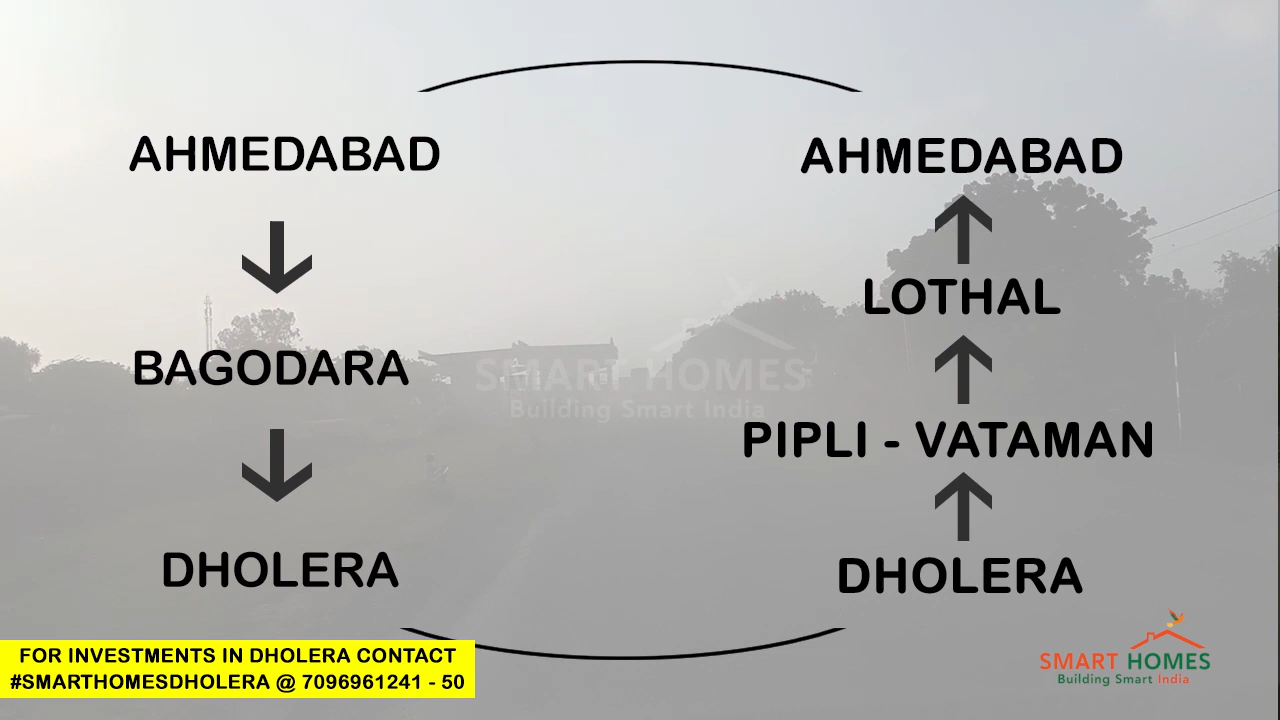 AHMEDABAD
BAGODARA
DHOLERA
AHMEDABAD
LOTHAL
PIPLI - VATAMAN
DHOLERA
SMART HOMES
Building Smart India
FOR INVESTMENTS IN DHOLERA CONTACT
#SMARTHOMESDHOLERA @ 7096961241 - 50
SMART HOMES
Building Smart India